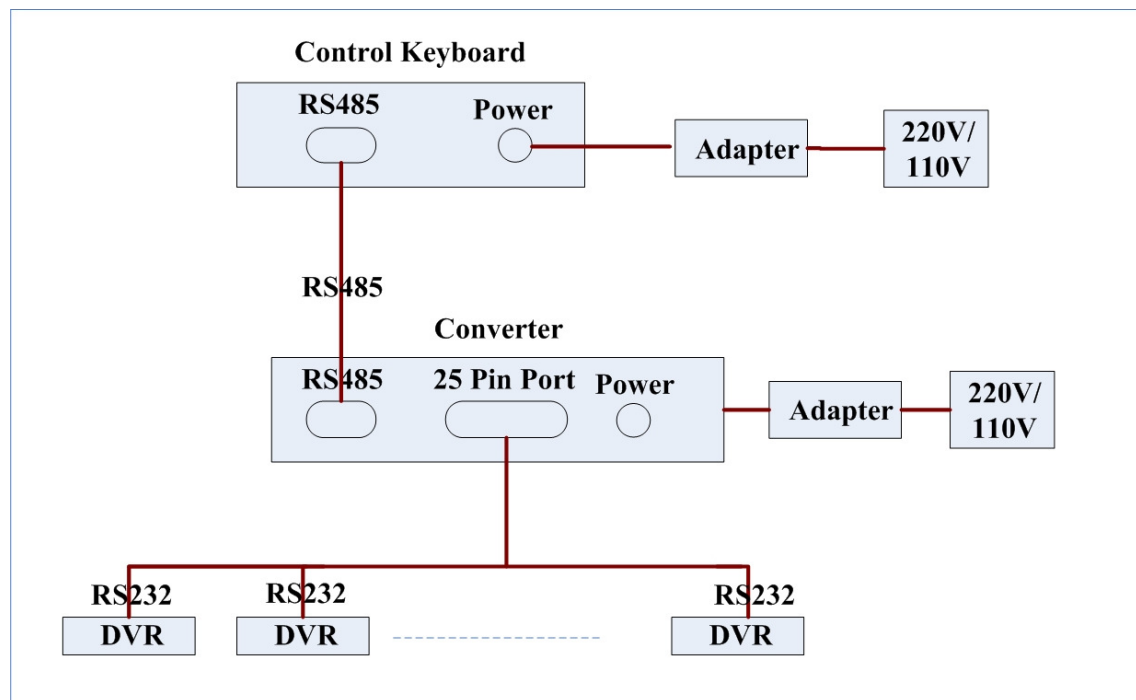 Control Keyboard
RS485
Power
Adapter
220V/
110V
RS485
Converter
RS485
25 Pin Port
Power
Adapter
220V/
110V
RS232
RS232
RS232
DVR
DVR
DVR